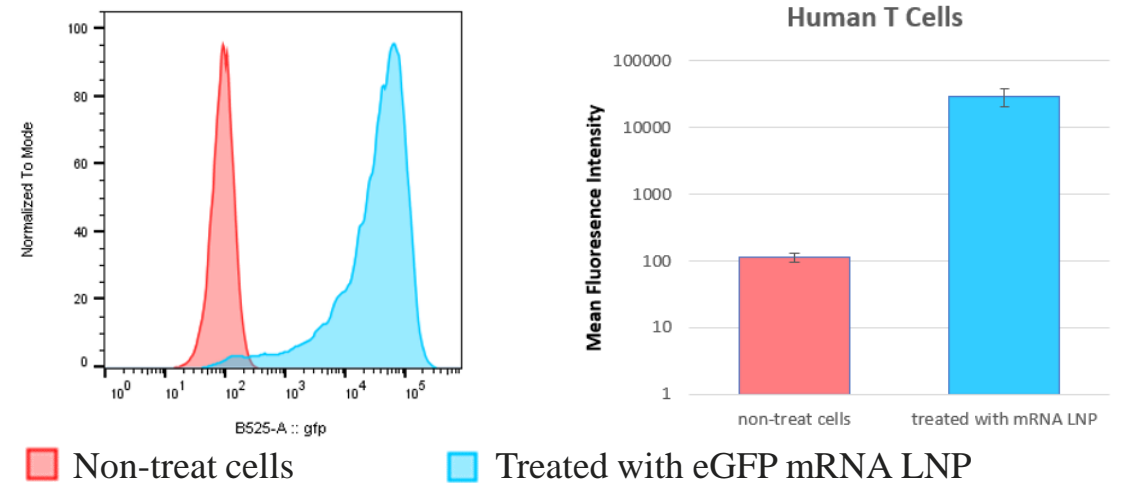 Normalized To Mode
100
80
60
40
20
0
10^0 10^1 10^2 10^3 10^4 10^5
B525-A :: gfp
Human T Cells
Mean Fluoresence Intensity
100000
10000
1000
100
10
1
non-treat cells treated with mRNA LNP
Non-treat cells Treated with eGFP mRNA LNP